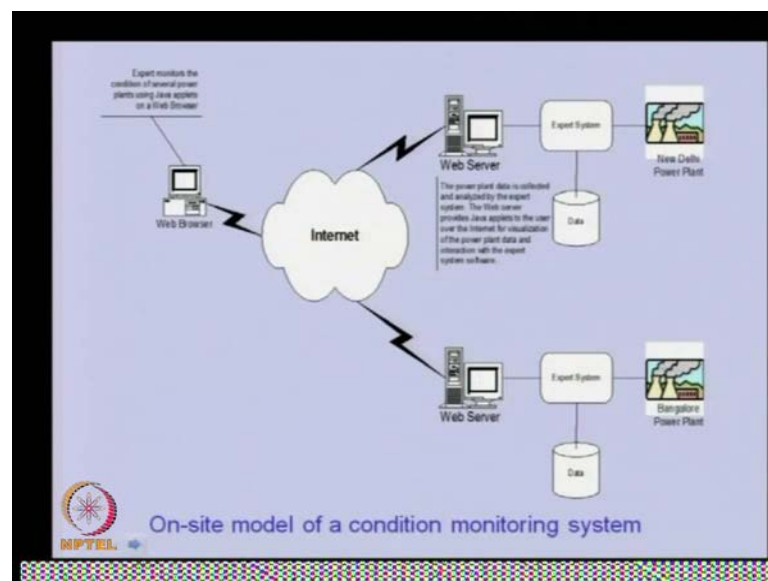 Expert monitors the
condition of several power
plants using Java applets
on a Web Browser
Web Browser
Internet
Web Server
The power plant data is collected
and analyzed by the expert
system. The Web server
provides Java applets to the user
over the Internet for visualization
of the power plant data and
interaction with the expert
system software.
Expert System
Data
New Delhi
Power Plant
Web Server
Expert System
Data
Bangalore
Power Plant
On-site model of a condition monitoring system
NPTEL